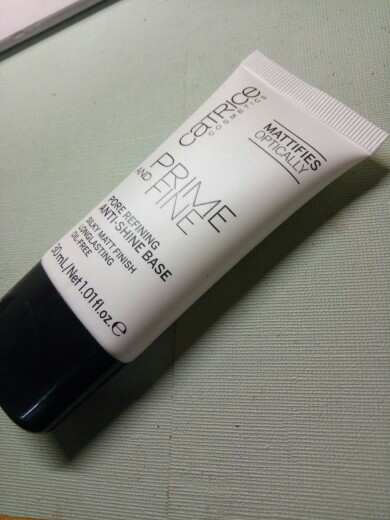 MATTIFIES
OPTICALLY
CATRICE
COSMETICS
PRIME
AND
FINE
PORE REFINING
ANTI-SHINE BASE
SILKY MATT FINISH
LONGLASTING
OIL-FREE
30mL/Net 1.01fl.oz.e